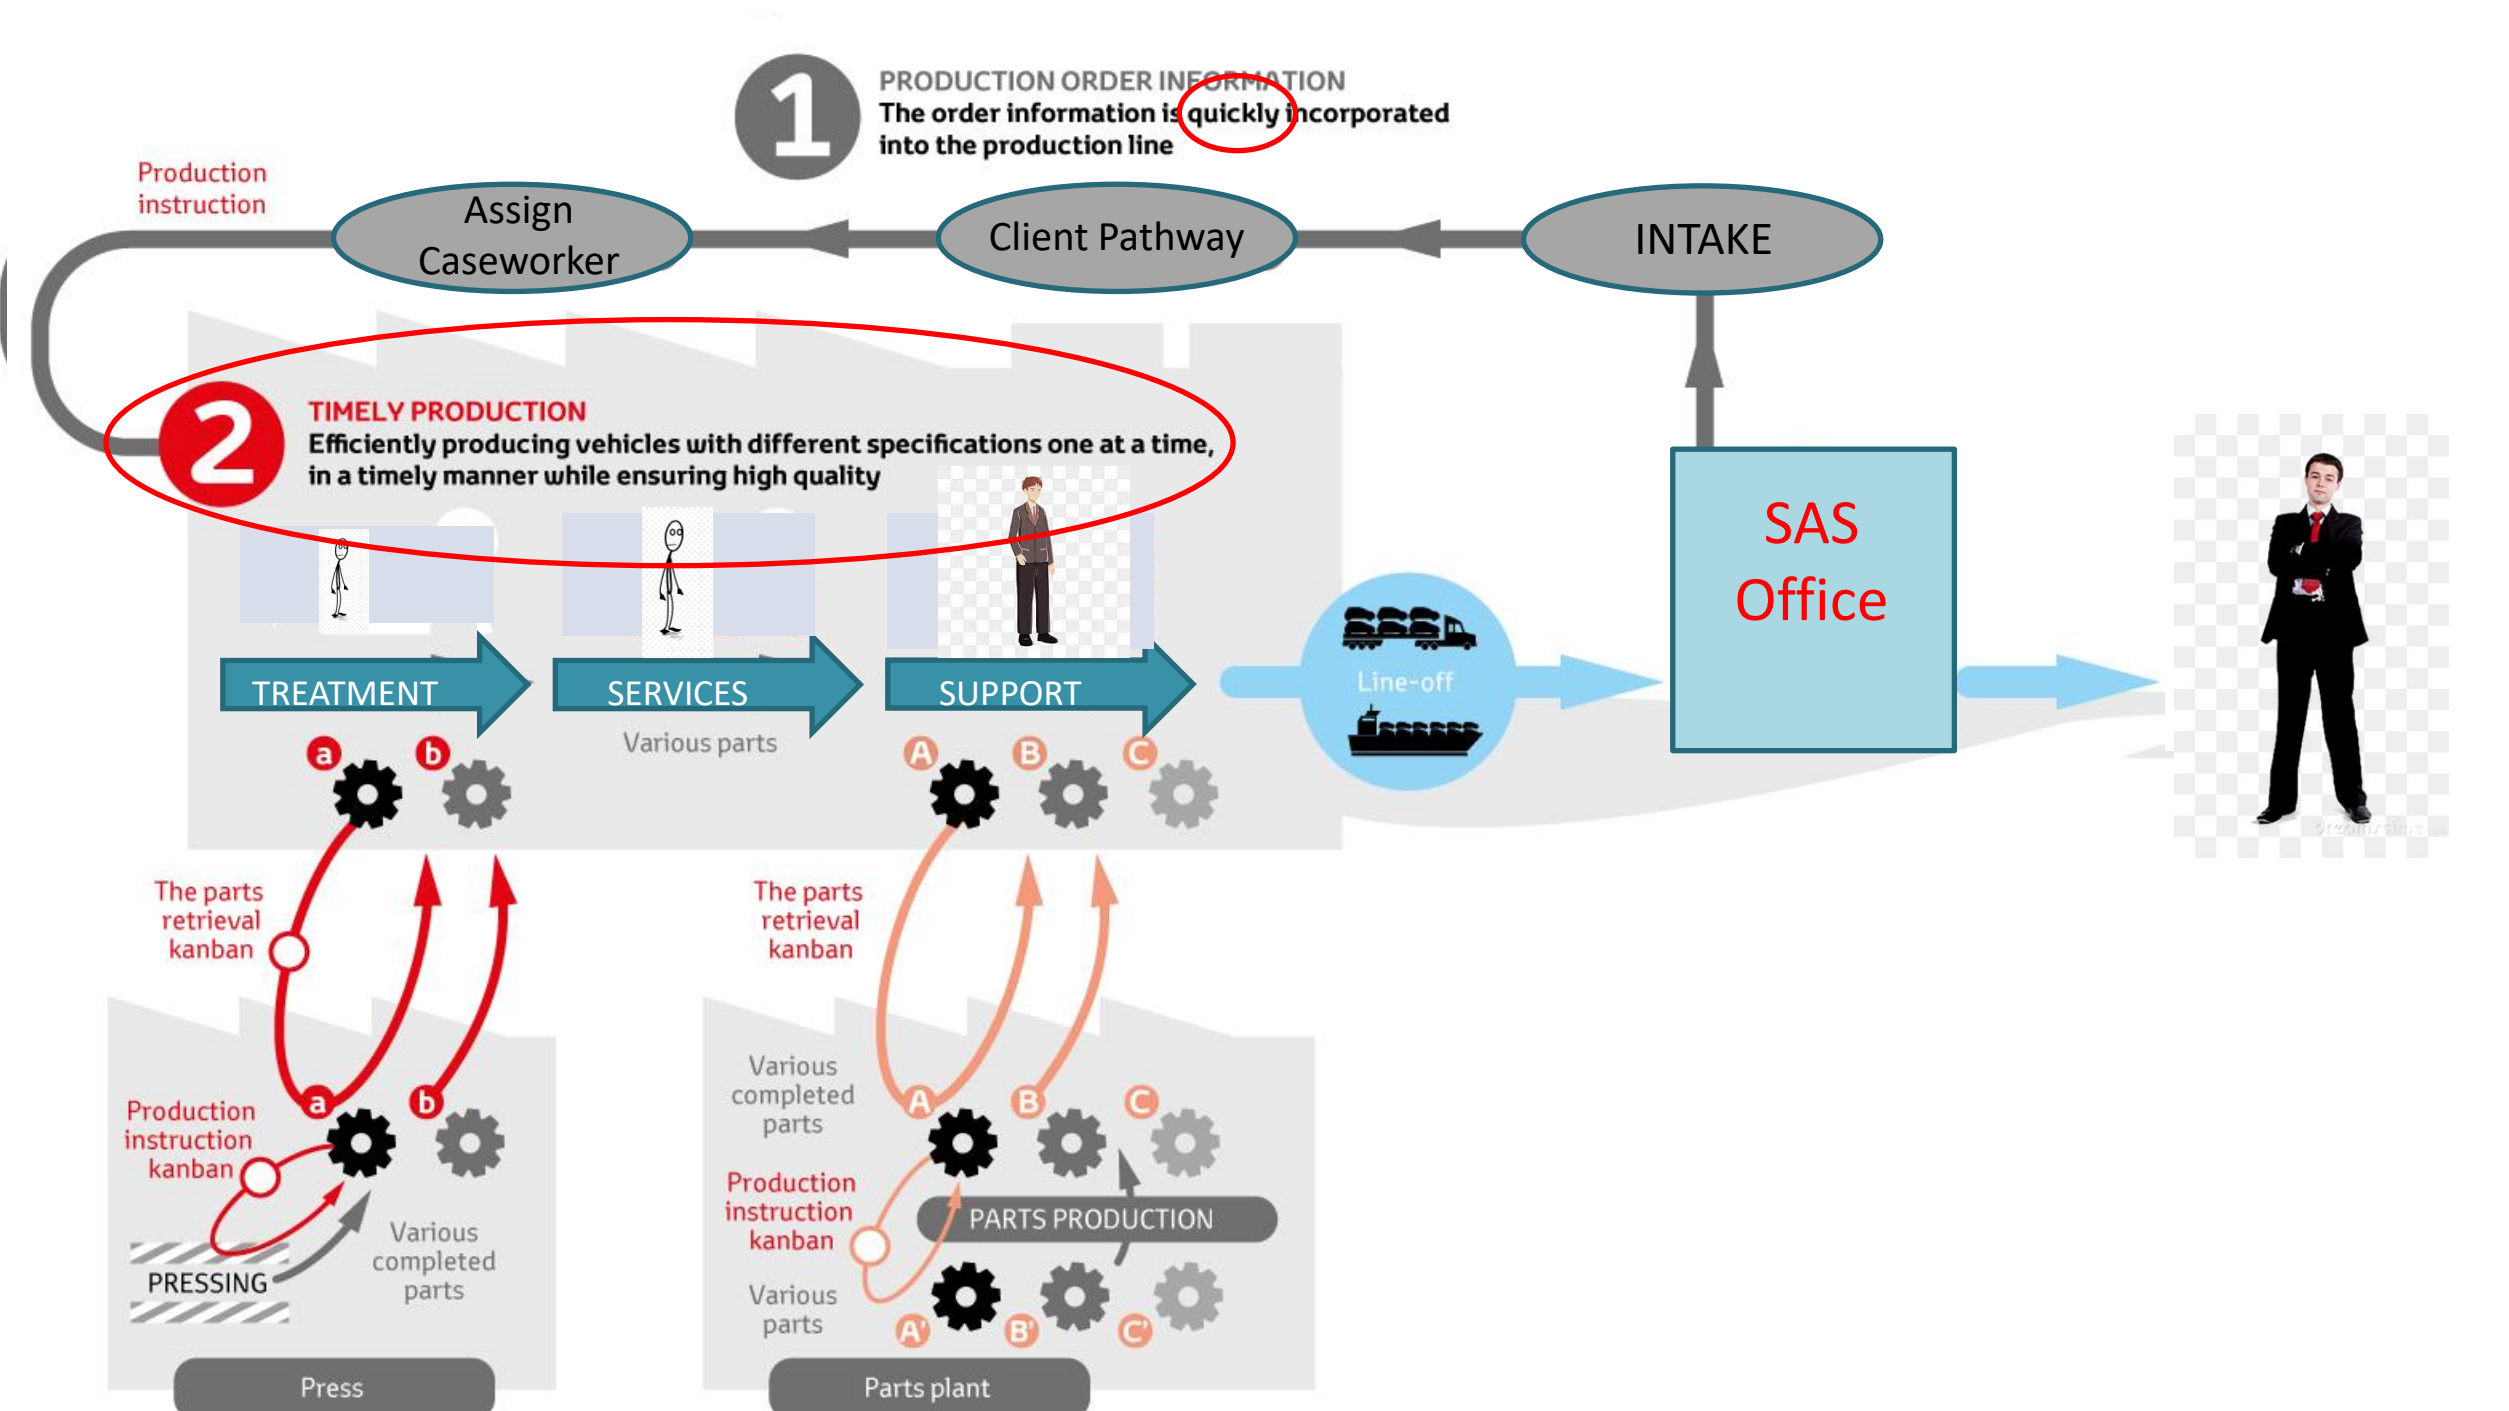 1
PRODUCTION ORDER INFORMATION
The order information is quickly incorporated
into the production line
Production
instruction
Assign
Caseworker
Client Pathway
INTAKE
2
TIMELY PRODUCTION
Efficiently producing vehicles with different specifications one at a time,
in a timely manner while ensuring high quality
SAS
Office
TREATMENT
SERVICES
SUPPORT
Line-off
Various parts
a
b
A
B
C
The parts
retrieval
kanban
The parts
retrieval
kanban
Various
completed
parts
a
b
A
B
C
Production
instruction
kanban
Production
instruction
kanban
PARTS PRODUCTION
Various
completed
parts
PRESSING
Various
parts
A'
B'
C'
Press
Parts plant